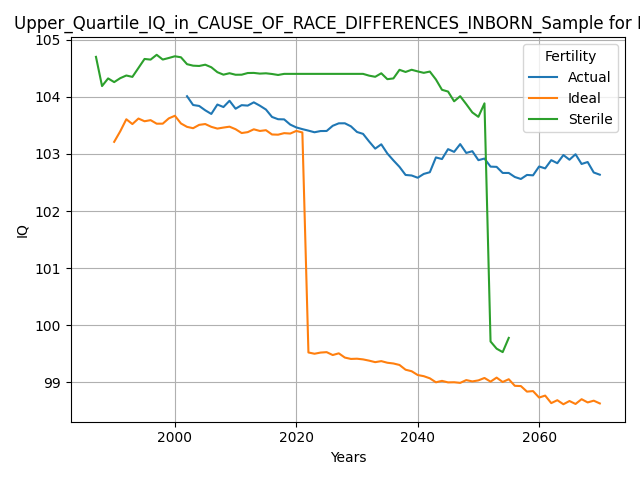 Upper_Quartile_IQ_in_CAUSE_OF_RACE_DIFFERENCES_INBORN_Sample for
Fertility
Actual
Ideal
Sterile
105
104
103
102
101
100
99
IQ
2000
2020
2040
2060
Years